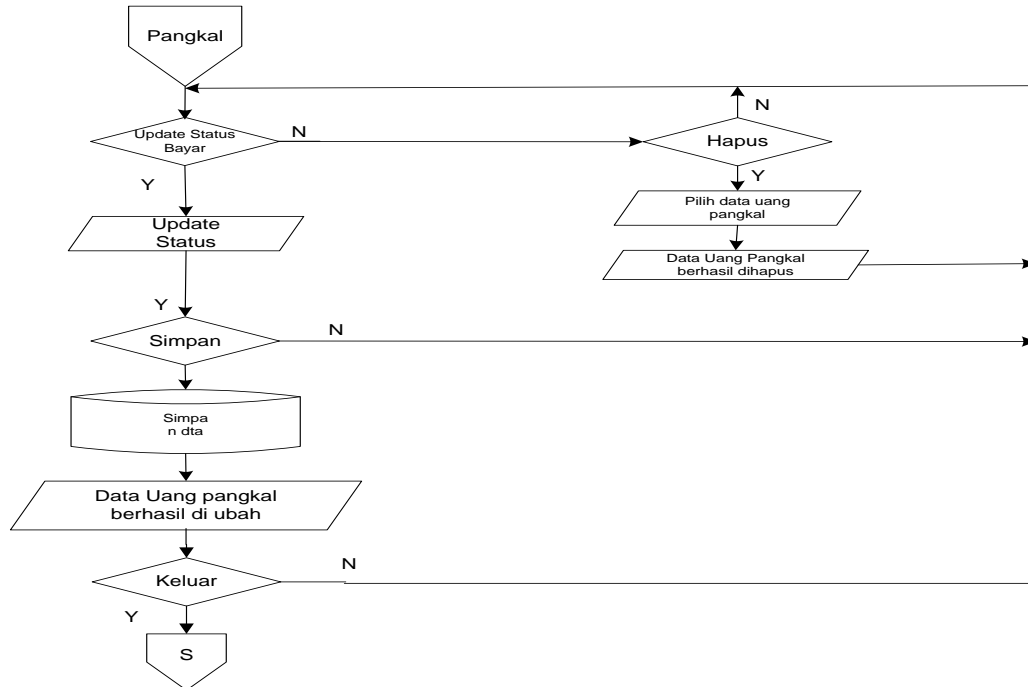 Pangkal
N
Update Status
Bayar
N
Hapus
Y
Y
Pilih data uang
pangkal
Update
Status
Data Uang Pangkal
berhasil dihapus
Y
N
Simpan
Simpa
n dta
Data Uang pangkal
berhasil di ubah
N
Keluar
Y
S